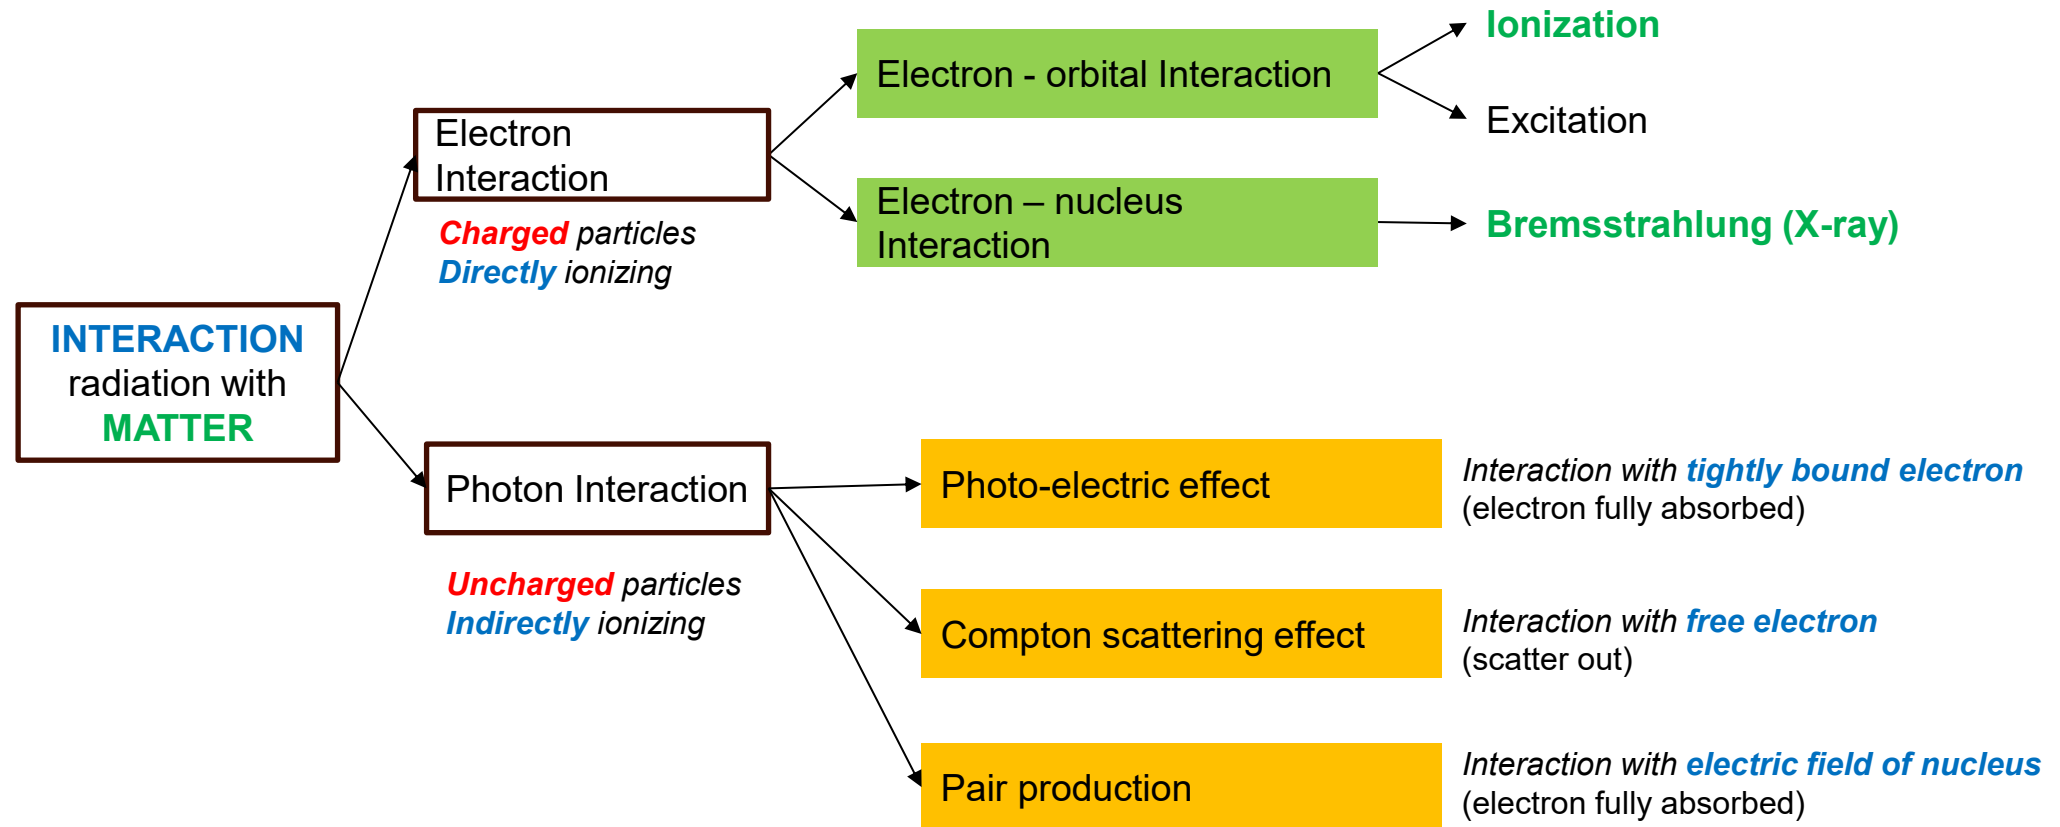 INTERACTION
radiation with
MATTER
Electron
Interaction
Charged particles
Directly ionizing
Electron - orbital Interaction
Ionization
Excitation
Electron – nucleus
Interaction
Bremsstrahlung (X-ray)
Photon Interaction
Uncharged particles
Indirectly ionizing
Photo-electric effect
Interaction with tightly bound electron
(electron fully absorbed)
Compton scattering effect
Interaction with free electron
(scatter out)
Pair production
Interaction with electric field of nucleus
(electron fully absorbed)